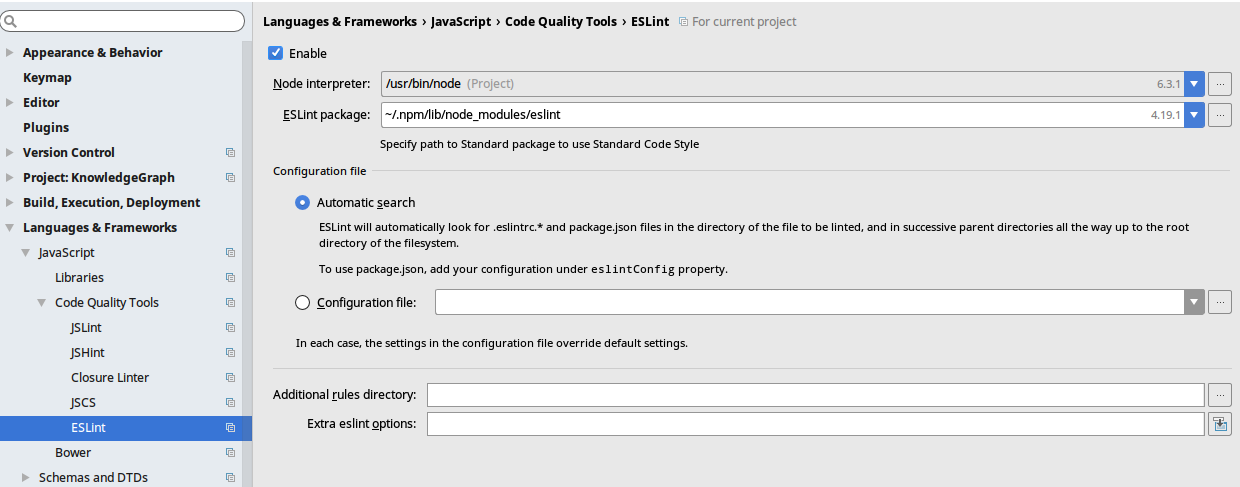 Languages & Frameworks › JavaScript › Code Quality Tools › ESLint For current project
Appearance & Behavior
Keymap
Editor
Plugins
Version Control
Project: KnowledgeGraph
Build, Execution, Deployment
Languages & Frameworks
JavaScript
Libraries
Code Quality Tools
JSLint
JSHint
Closure Linter
JSCS
ESLint
Bower
Schemas and DTDs
Enable
Node interpreter: /usr/bin/node (Project) 6.3.1 ...
ESLint package: ~/.npm/lib/node_modules/eslint 4.19.1 ...
Specify path to Standard package to use Standard Code Style
Configuration file
Automatic search
ESLint will automatically look for .eslintrc.* and package.json files in the directory of the file to be linted, and in successive parent directories all the way up to the root
directory of the filesystem.
To use package.json, add your configuration under eslintConfig property.
Configuration file: ...
In each case, the settings in the configuration file override default settings.
Additional rules directory: ...
Extra eslint options: